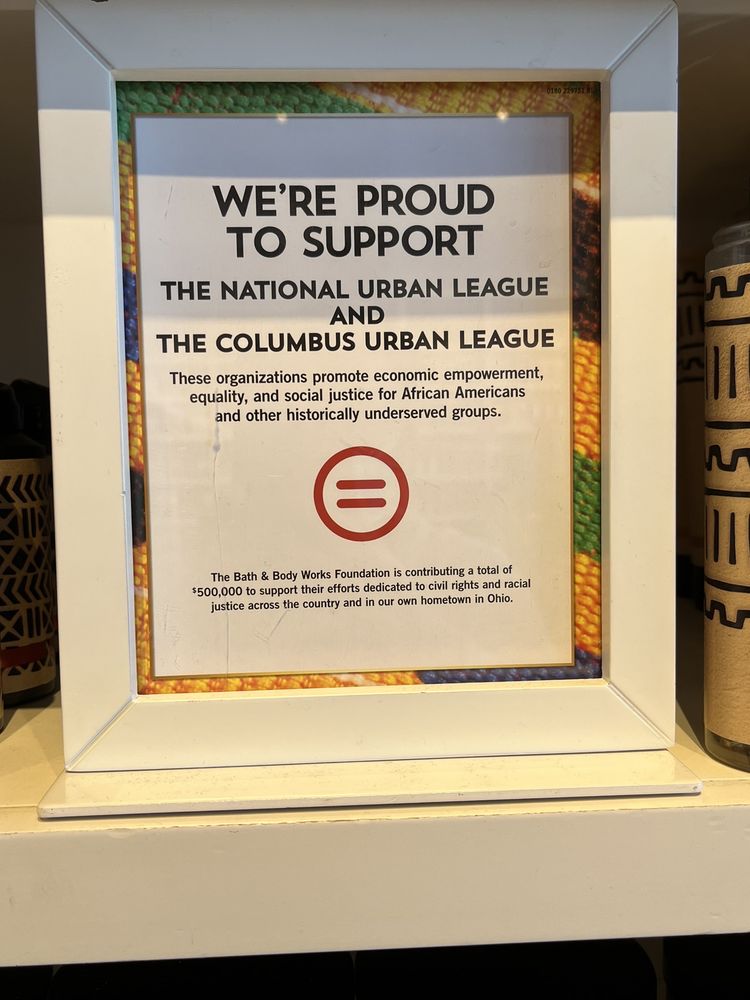 WE'RE PROUD
TO SUPPORT
THE NATIONAL URBAN LEAGUE
AND
THE COLUMBUS URBAN LEAGUE
These organizations promote economic empowerment,
equality, and social justice for African Americans
and other historically underserved groups.
The Bath & Body Works Foundation is contributing a total of
$500,000 to support their efforts dedicated to civil rights and racial
justice across the country and in our own hometown in Ohio.